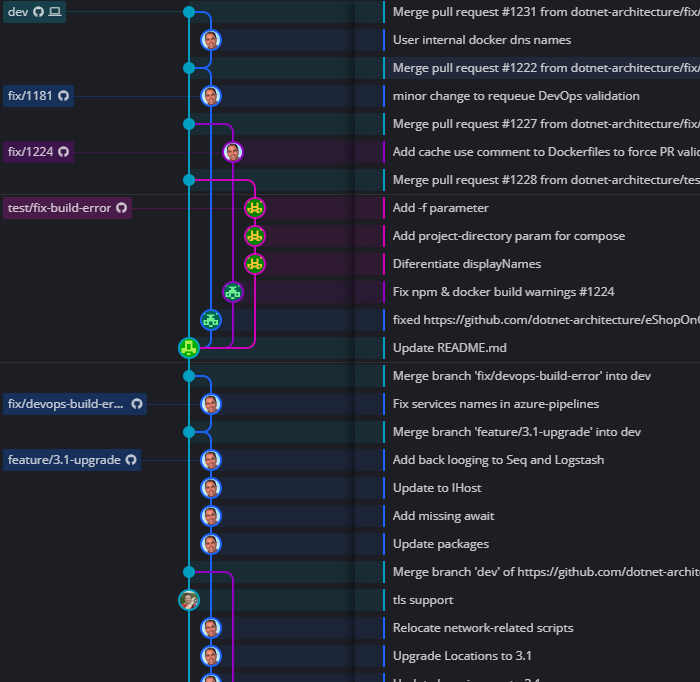 dev Merge pull request #1231 from dotnet-architecture/fix/
User internal docker dns names
Merge pull request #1222 from dotnet-architecture/fix/
fix/1181 minor change to requeue DevOps validation
Merge pull request #1227 from dotnet-architecture/fix/
fix/1224 Add cache use comment to Dockerfiles to force PR valid
Merge pull request #1228 from dotnet-architecture/tes
test/fix-build-error Add -f parameter
Add project-directory param for compose
Diferentiate displayNames
Fix npm & docker build warnings #1224
fixed https://github.com/dotnet-architecture/eShopOnC
Update README.md
Merge branch 'fix/devops-build-error' into dev
fix/devops-build-er... Fix services names in azure-pipelines
Merge branch 'feature/3.1-upgrade' into dev
feature/3.1-upgrade Add back looging to Seq and Logstash
Update to IHost
Add missing await
Update packages
Merge branch 'dev' of https://github.com/dotnet-archit
tls support
Relocate network-related scripts
Upgrade Locations to 3.1